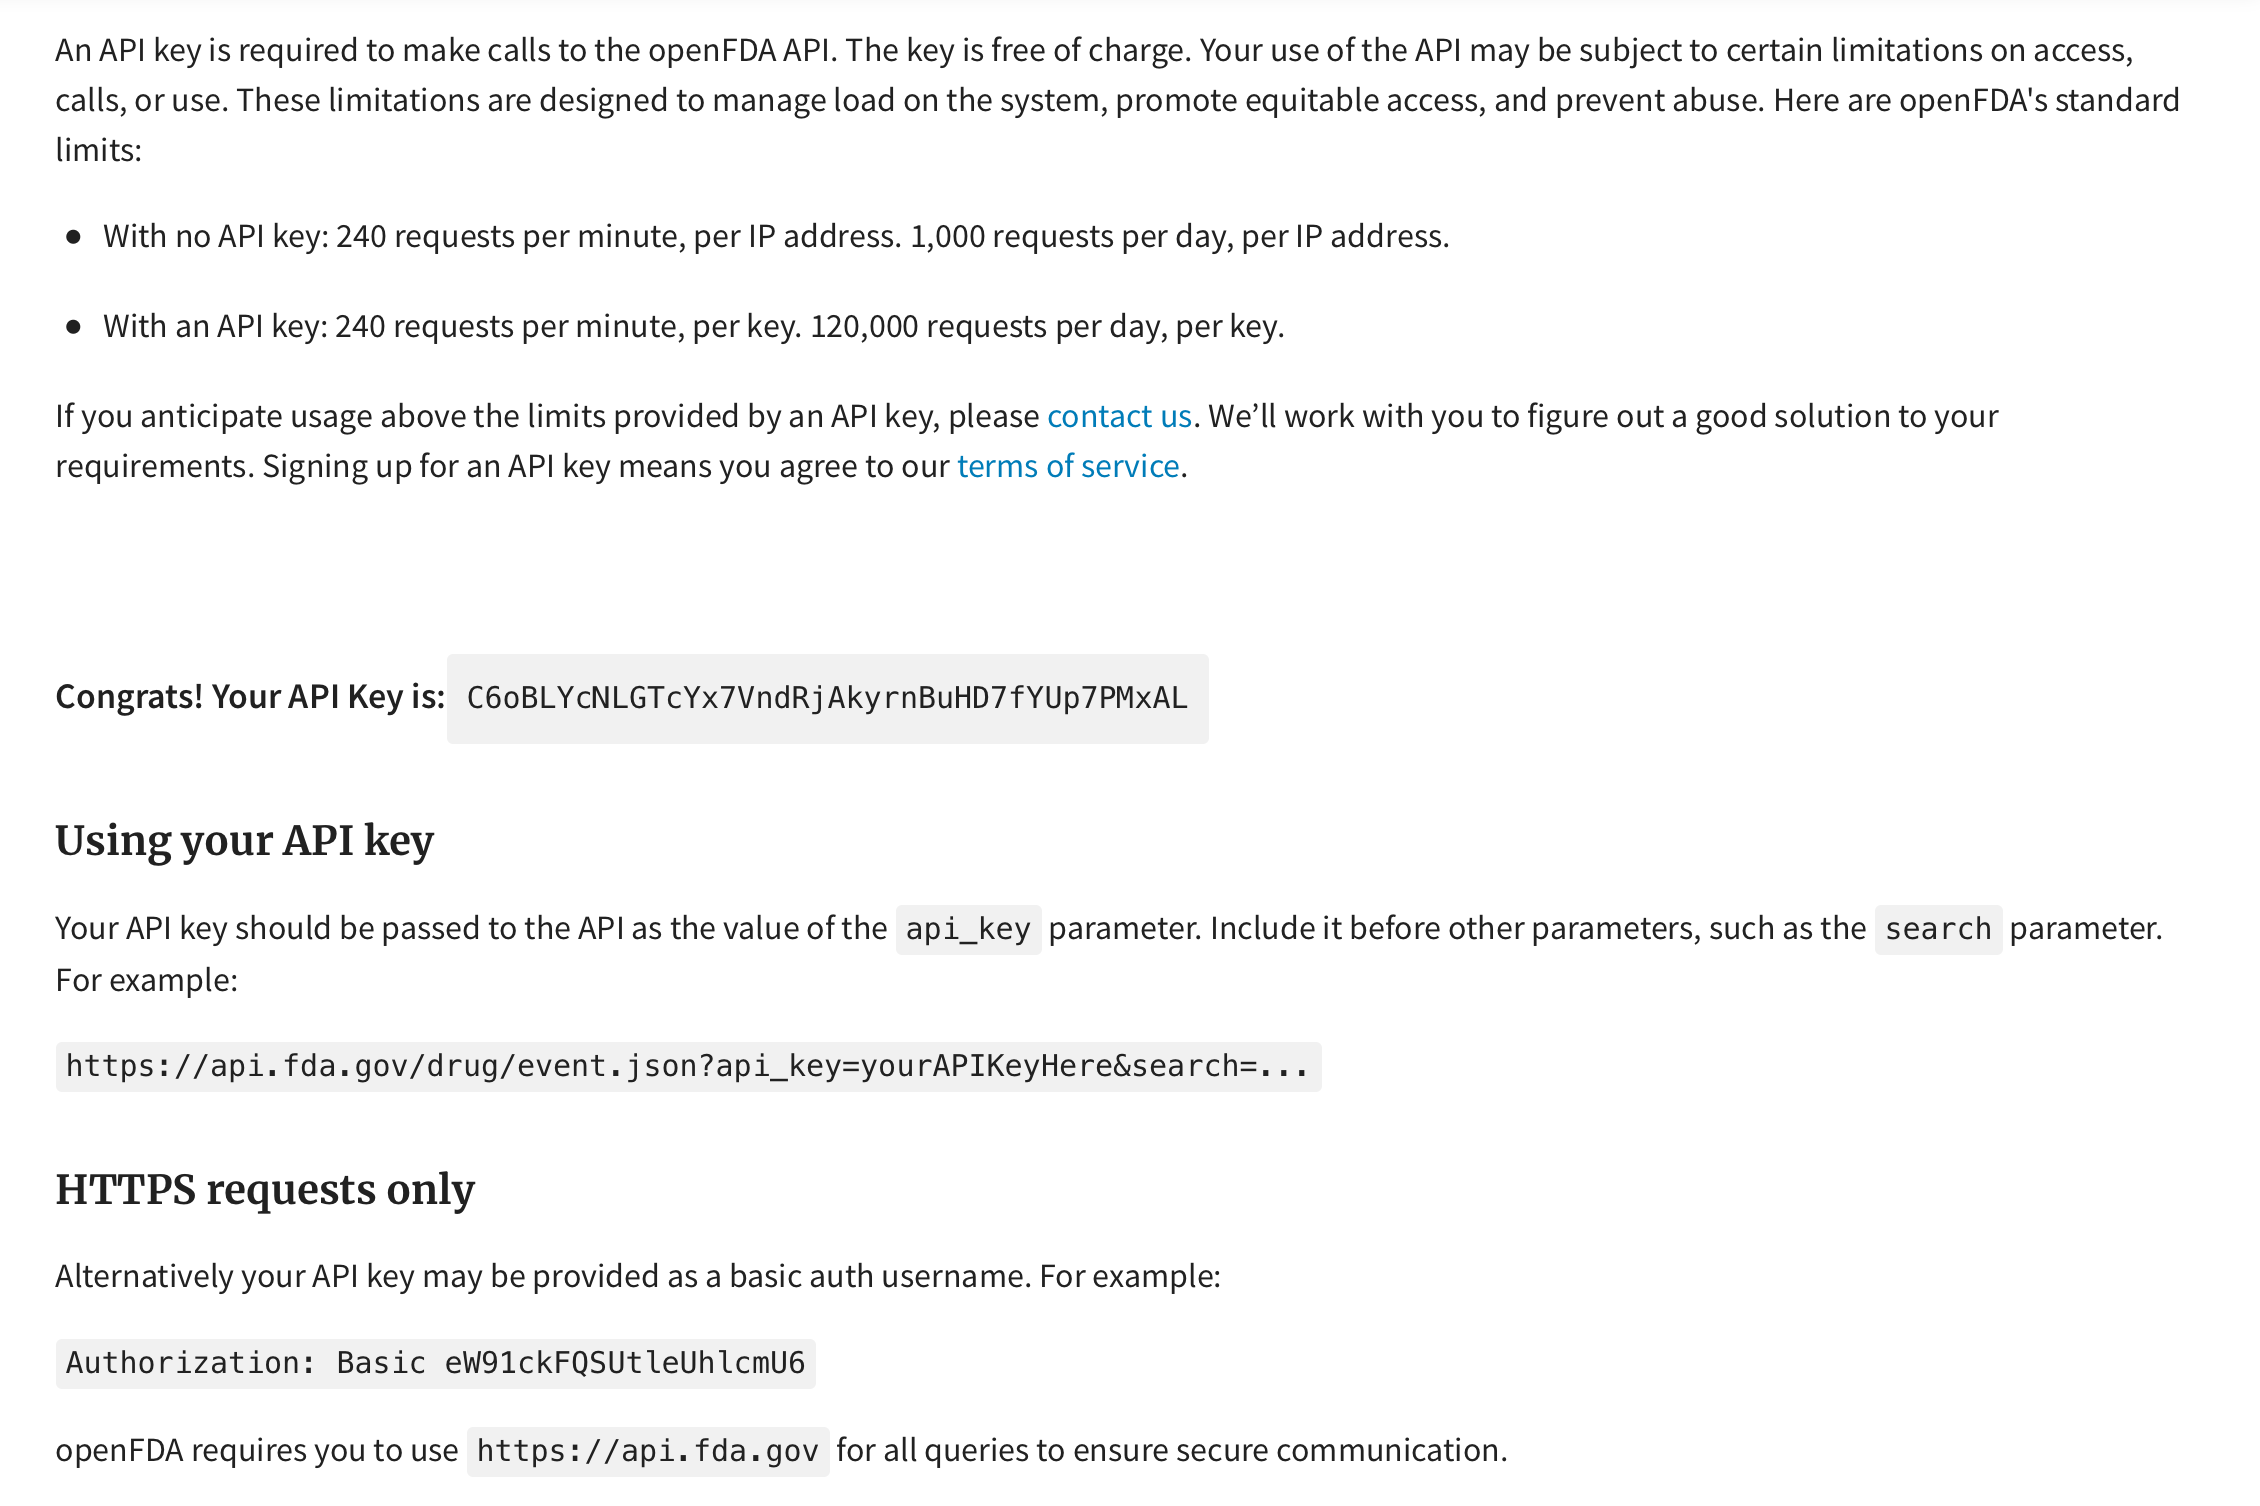 An API key is required to make calls to the openFDA API. The key is free of charge. Your use of the API may be subject to certain limitations on access,
calls, or use. These limitations are designed to manage load on the system, promote equitable access, and prevent abuse. Here are openFDA's standard
limits:
● With no API key: 240 requests per minute, per IP address. 1,000 requests per day, per IP address.
● With an API key: 240 requests per minute, per key. 120,000 requests per day, per key.
If you anticipate usage above the limits provided by an API key, please contact us. We’ll work with you to figure out a good solution to your
requirements. Signing up for an API key means you agree to our terms of service.
Congrats! Your API Key is: C6oBLYcNLGTcYx7VndRjAkyrnBuHD7fYUp7PMxAL
Using your API key
Your API key should be passed to the API as the value of the api_key parameter. Include it before other parameters, such as the search parameter.
For example:
https://api.fda.gov/drug/event.json?api_key=yourAPIKeyHere&search=...
HTTPS requests only
Alternatively your API key may be provided as a basic auth username. For example:
Authorization: Basic eW91ckFQSUtleUhlcmU6
openFDA requires you to use https://api.fda.gov for all queries to ensure secure communication.